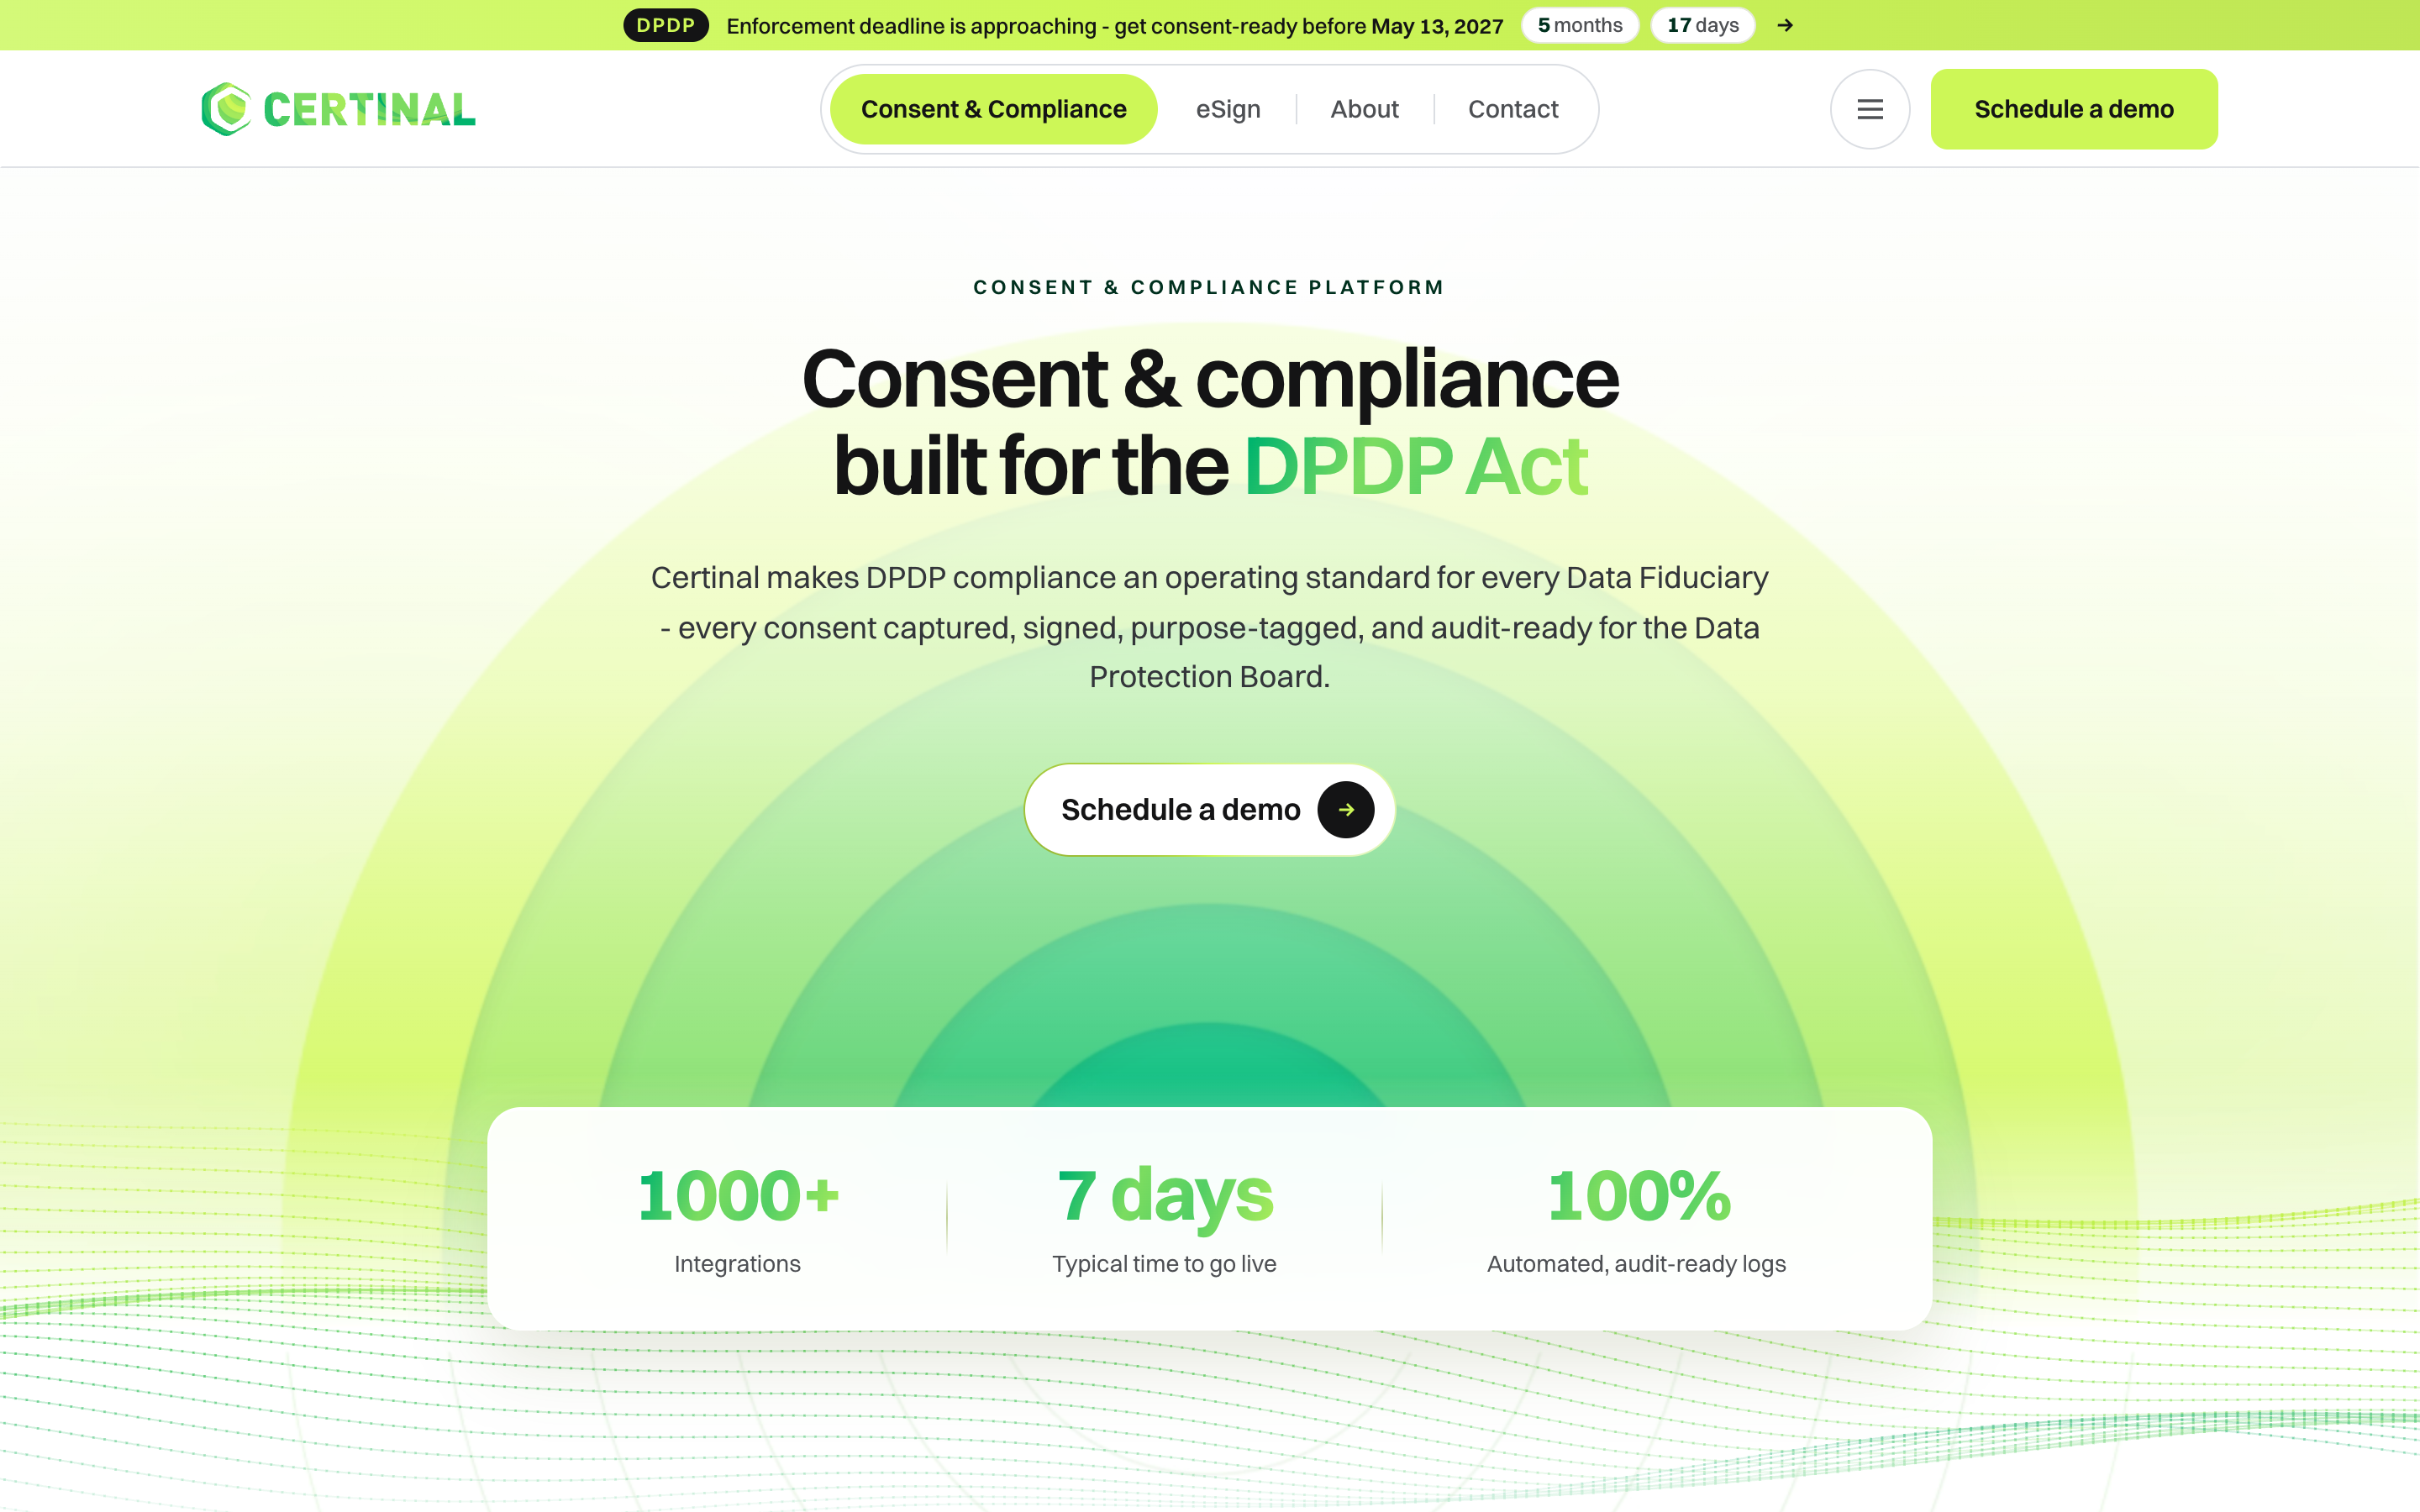 DPDP Enforcement deadline is approaching - get consent-ready before May 13, 2027 5 months 17 days →
CERTINAL Consent & Compliance eSign About Contact Schedule a demo
CONSENT & COMPLIANCE PLATFORM
Consent & compliance
built for the DPDP Act
Certinal makes DPDP compliance an operating standard for every Data Fiduciary
- every consent captured, signed, purpose-tagged, and audit-ready for the Data
Protection Board.
Schedule a demo →
1000+ 7 days 100%
Integrations Typical time to go live Automated, audit-ready logs